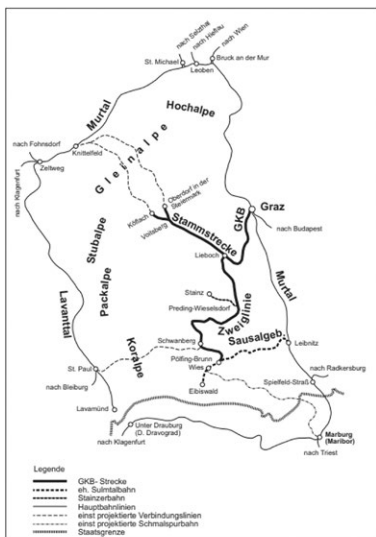 nach Selzthal
nach Hieflau
nach Wien
Bruck an der Mur
St. Michael
Leoben
Hochalpe
Murtal
nach Fohnsdorf
Knittelfeld
Zeltweg
nach Klagenfurt
Gleinalpe
Oberdorf in der
Steiermark
Köflach
Voitsberg
Stammstrecke
GKB
Graz
nach Budapest
Lieboch
Stubalpe
Packalpe
Stainz
Preding-Wieselsdorf
Murtal
Lavanttal
Zweiglinie
Sausalgeb.
Koralpe
Schwanberg
Leibnitz
Pölfing-Brunn
Wies
St. Paul
nach Bleiburg
Eibiswald
nach Radkersburg
Spielfeld-Straß
Lavamünd
Unter Drauburg
(D. Dravograd)
nach Klagenfurt
Marburg
(Maribor)
nach Triest
Legende
GKB- Strecke
eh. Sulmtalbahn
Stainzerbahn
Hauptbahnlinien
einst projektierte Verbindungslinien
einst projektierte Schmalspurbahn
Staatsgrenze